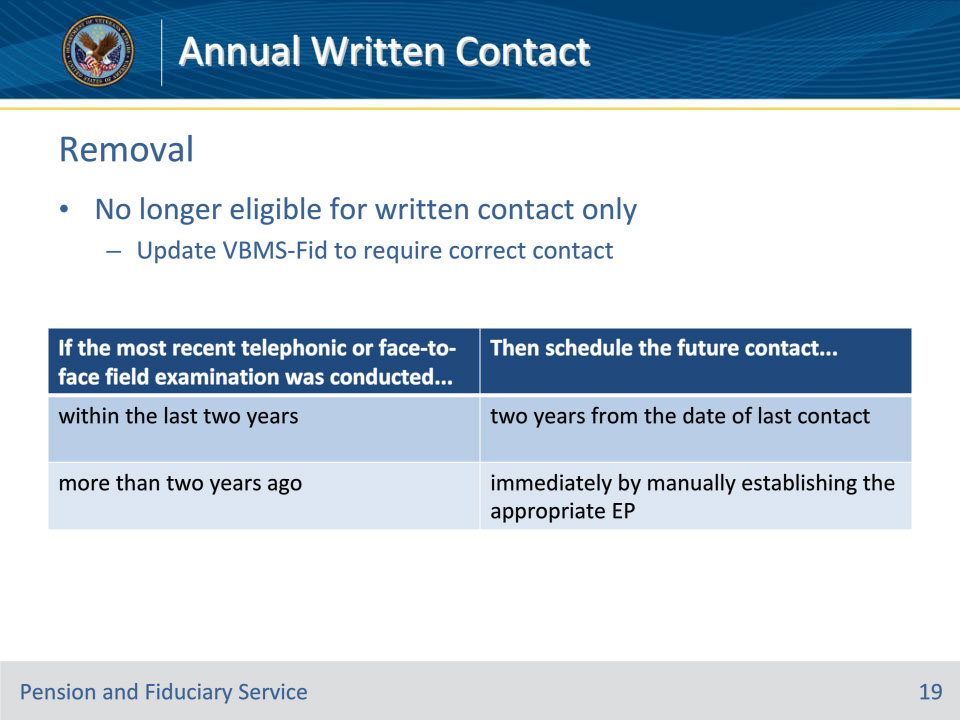 Annual Written Contact
Removal
• No longer eligible for written contact only
– Update VBMS-Fid to require correct contact
If the most recent telephonic or face-to-
face field examination was conducted...
Then schedule the future contact...
within the last two years
two years from the date of last contact
more than two years ago
immediately by manually establishing the
appropriate EP
Pension and Fiduciary Service
19